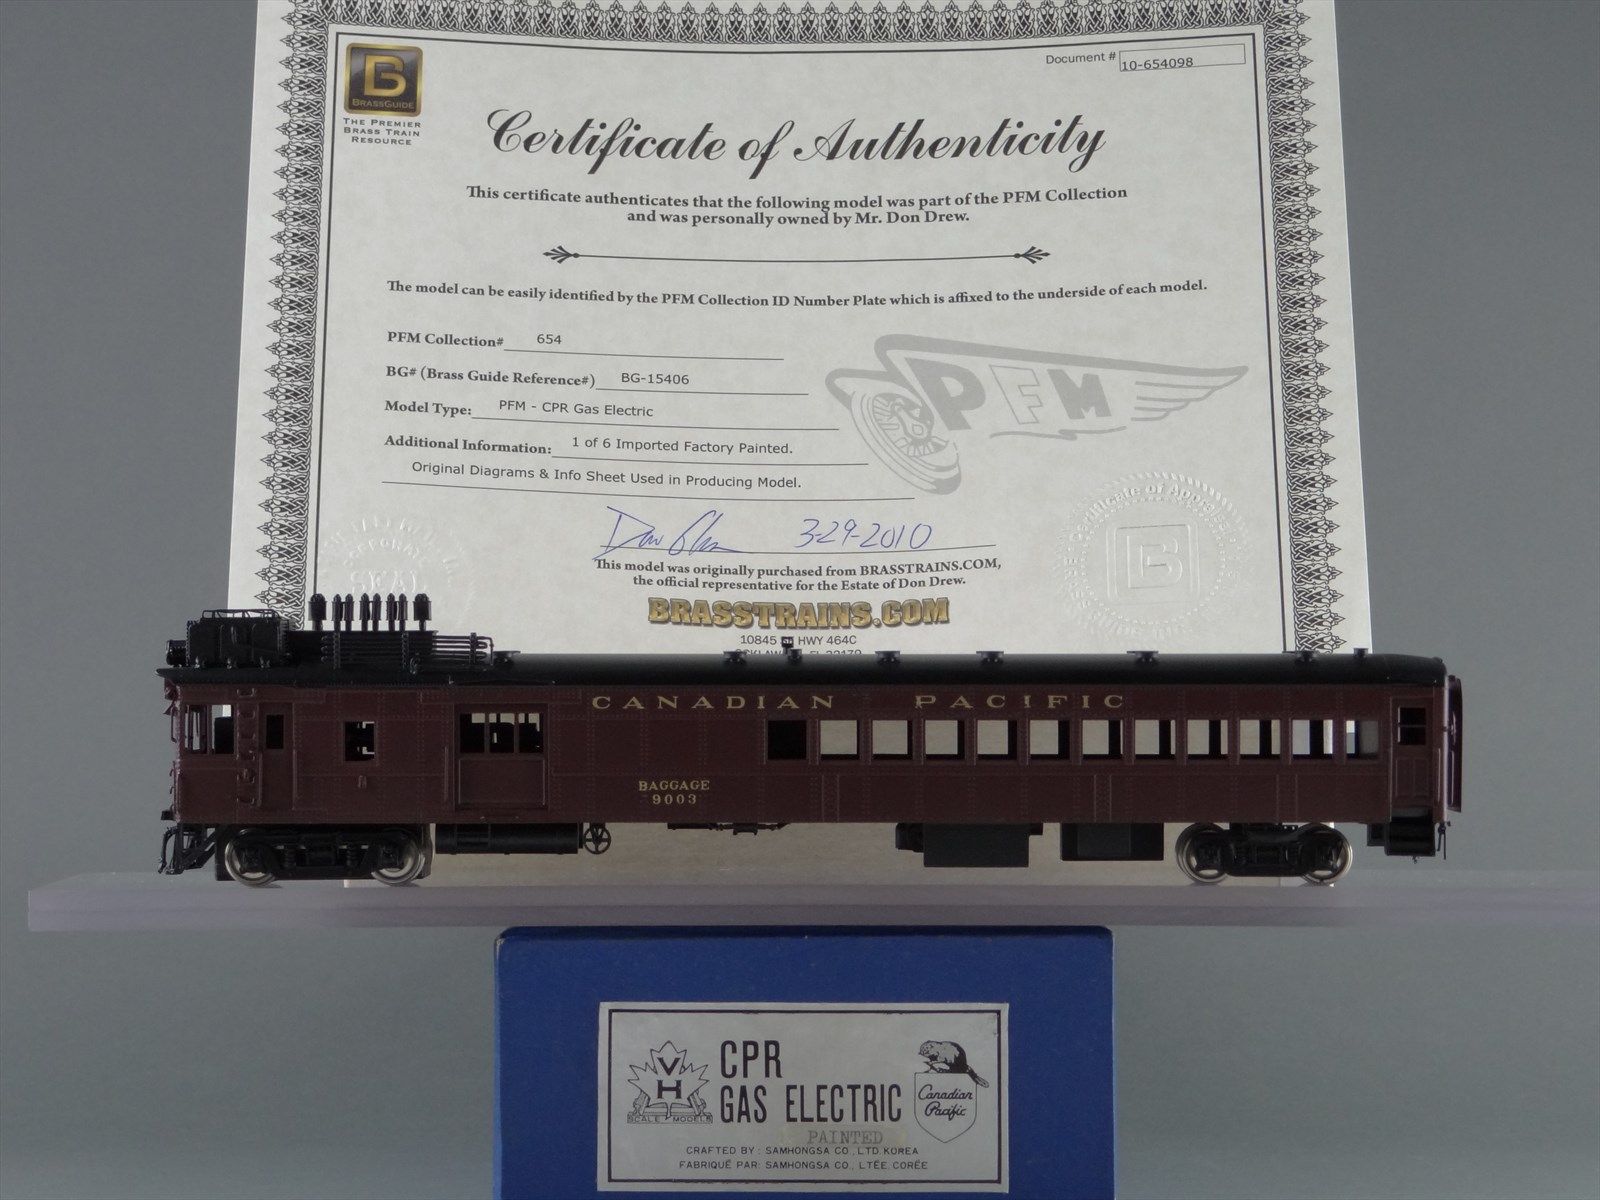 BRASSGUIDE
THE PREMIER
BRASS TRAIN
RESOURCE
Document # 10-654098
Certificate of Authenticity
This certificate authenticates that the following model was part of the PFM Collection
and was personally owned by Mr. Don Drew.
The model can be easily identified by the PFM Collection ID Number Plate which is affixed to the underside of each model.
PFM Collection# 654
BG# (Brass Guide Reference#) BG-15406
Model Type: PFM - CPR Gas Electric
Additional Information: 1 of 6 Imported Factory Painted.
Original Diagrams & Info Sheet Used in Producing Model.
PFM
Certificate of Appraisal
SEAL
3-29-2010
This model was originally purchased from BRASSTRAINS.COM,
the official representative for the Estate of Don Drew.
BRASSTRAINS.COM
10845 HWY 464C
CANADIAN PACIFIC
BAGGAGE
9003
VH
SCALE MODELS
CPR
GAS ELECTRIC
Canadian
Pacific
PAINTED
CRAFTED BY: SAMHONGSA CO., LTD. KOREA
FABRIQUÉ PAR: SAMHONGSA CO., LTÉE. CORÉE